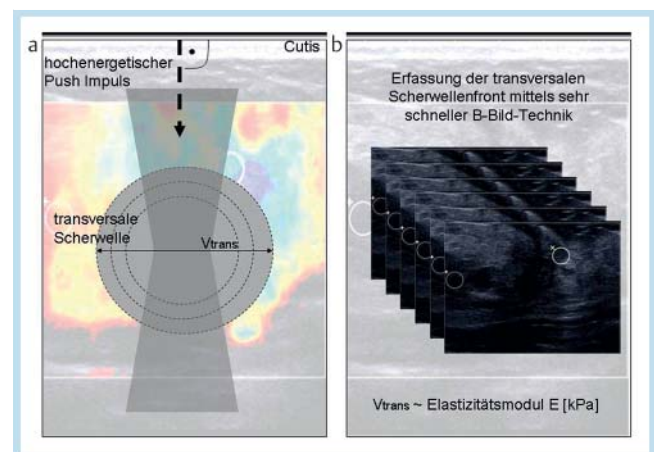 a
Cutis
hochenergetischer
Push Impuls
transversale
Scherwelle
Vtrans
b
Erfassung der transversalen
Scherwellenfront mittels sehr
schneller B-Bild-Technik
Vtrans ~ Elastizitätsmodul E [kPa]